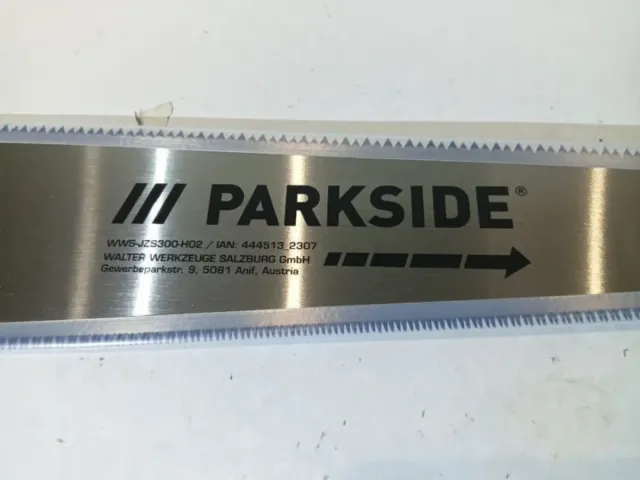 /// PARKSIDE®
WWS-JZS300-H02 / IAN: 444513_2307
WALTER WERKZEUGE SALZBURG GmbH
Gewerbeparkstr. 9, 5081 Anif, Austria